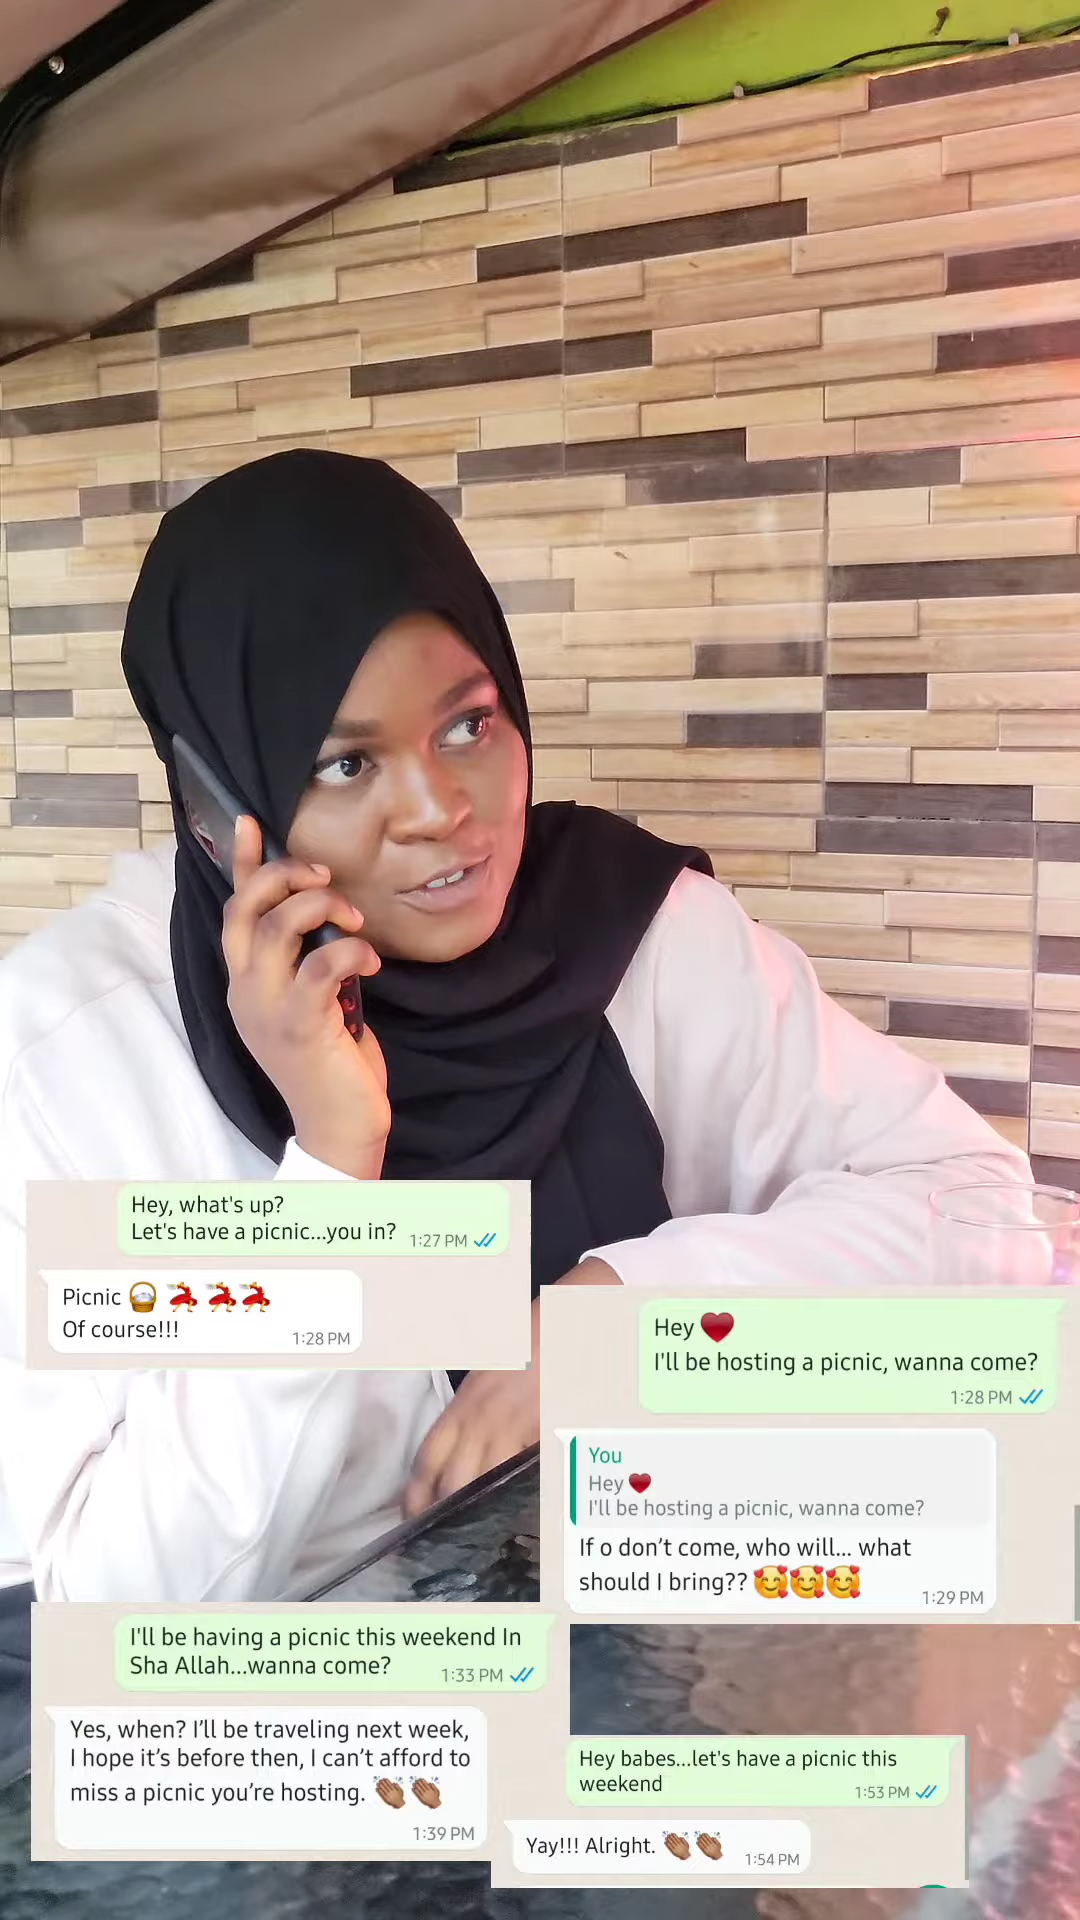 Hey, what's up?
Let's have a picnic...you in? 1:27 PM
Picnic 🧺 💃💃💃
Of course!!! 1:28 PM
Hey ❤️
I'll be hosting a picnic, wanna come?
1:28 PM
You
Hey ❤️
I'll be hosting a picnic, wanna come?
If o don't come, who will... what
should I bring?? 🥰🥰🥰 1:29 PM
I'll be having a picnic this weekend In
Sha Allah...wanna come? 1:33 PM
Yes, when? I'll be traveling next week,
I hope it's before then, I can't afford to
miss a picnic you're hosting. 👏🏾👏🏾
1:39 PM
Hey babes...let's have a picnic this
weekend 1:53 PM
Yay!!! Alright. 👏🏾👏🏾 1:54 PM